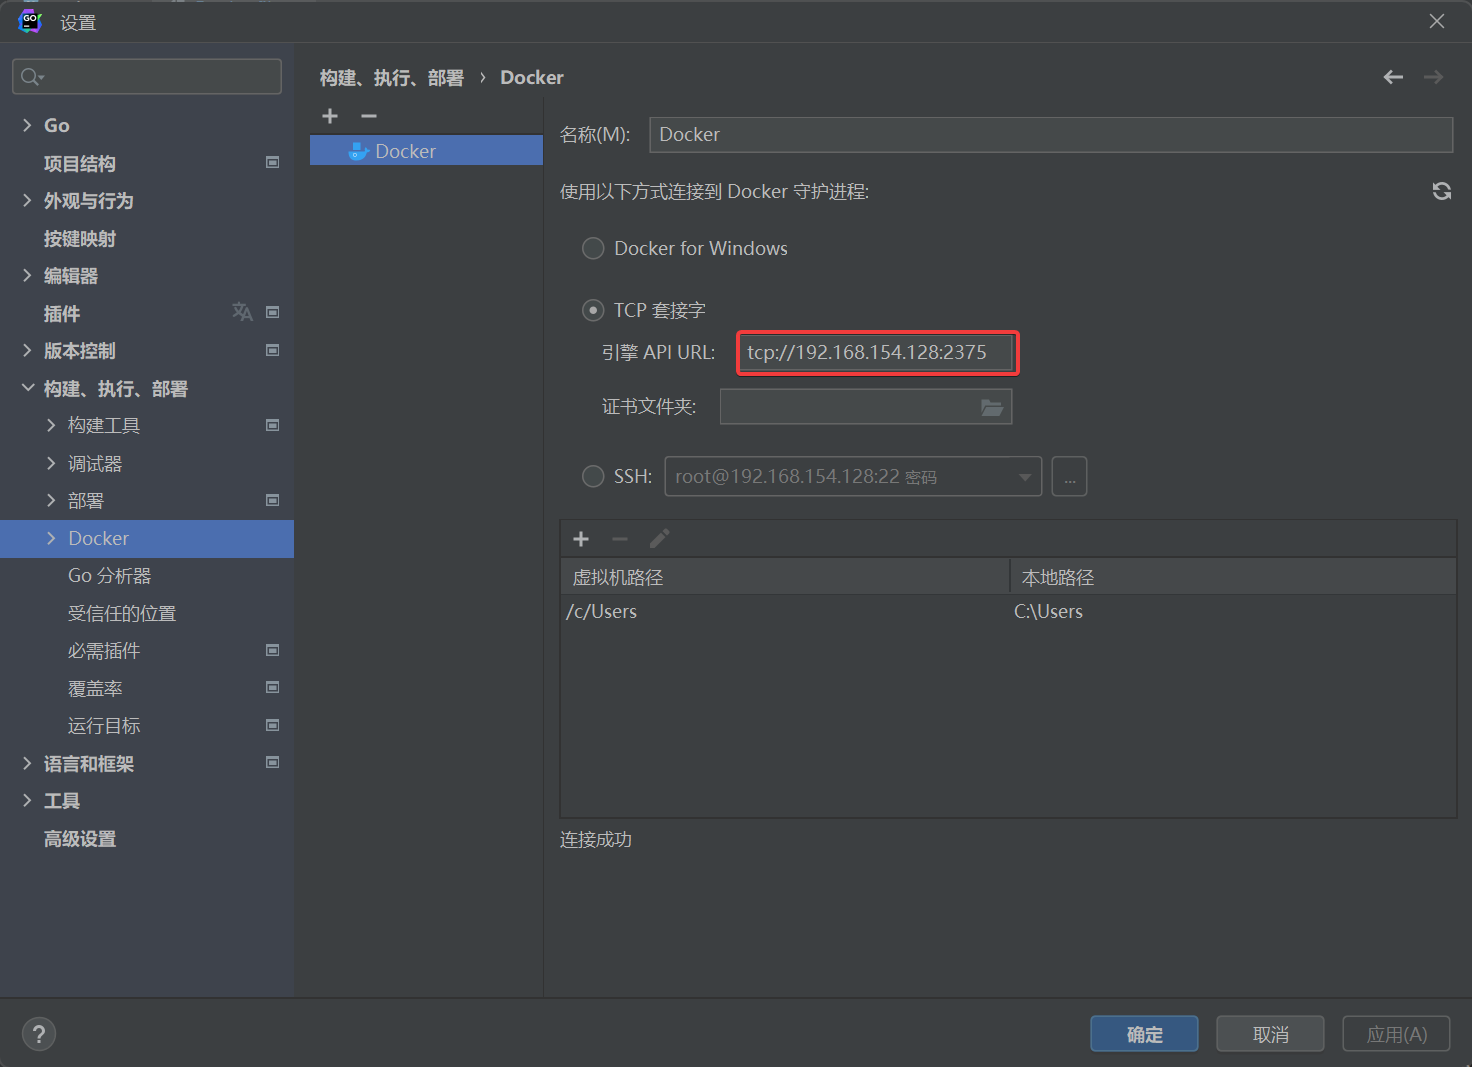 设置
Go
项目结构
外观与行为
按键映射
编辑器
插件
版本控制
构建、执行、部署
构建工具
调试器
部署
Docker
Go 分析器
受信任的位置
必需插件
覆盖率
运行目标
语言和框架
工具
高级设置
构建、执行、部署 › Docker
Docker
名称(M): Docker
使用以下方式连接到 Docker 守护进程:
Docker for Windows
TCP 套接字
引擎 API URL: tcp://192.168.154.128:2375
证书文件夹:
SSH: root@192.168.154.128:22 密码 ...
虚拟机路径 本地路径
/c/Users C:\Users
连接成功
? 确定 取消 应用(A)